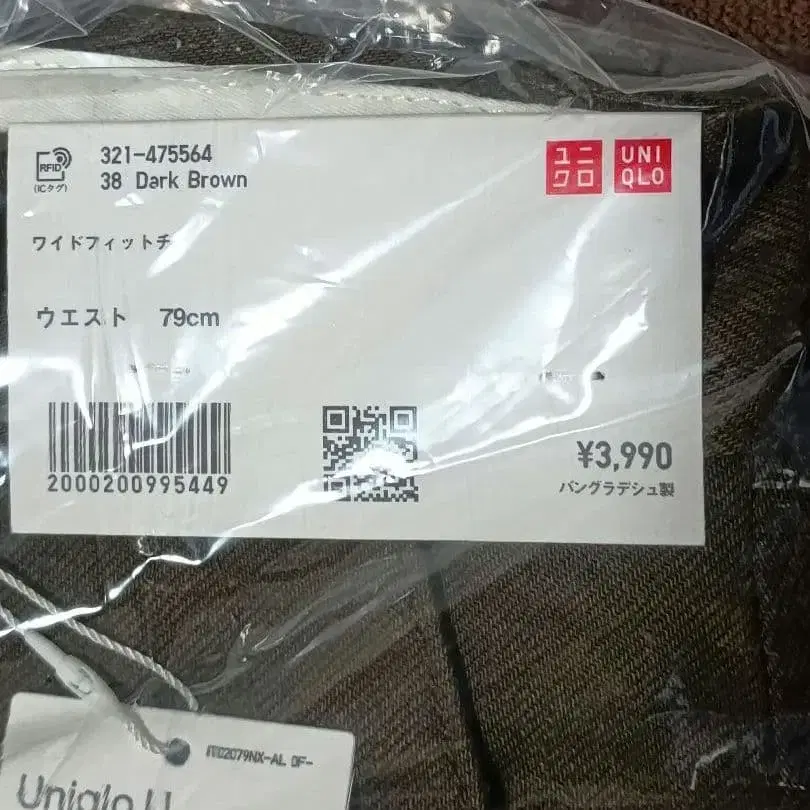 RFID
(ICタグ)
321-475564
38 Dark Brown
ユニ
クロ
UNI
QLO
ワイドフィットチ
ウエスト 79cm
2000200995449
¥3,990
バングラデシュ製
Uniqlo U